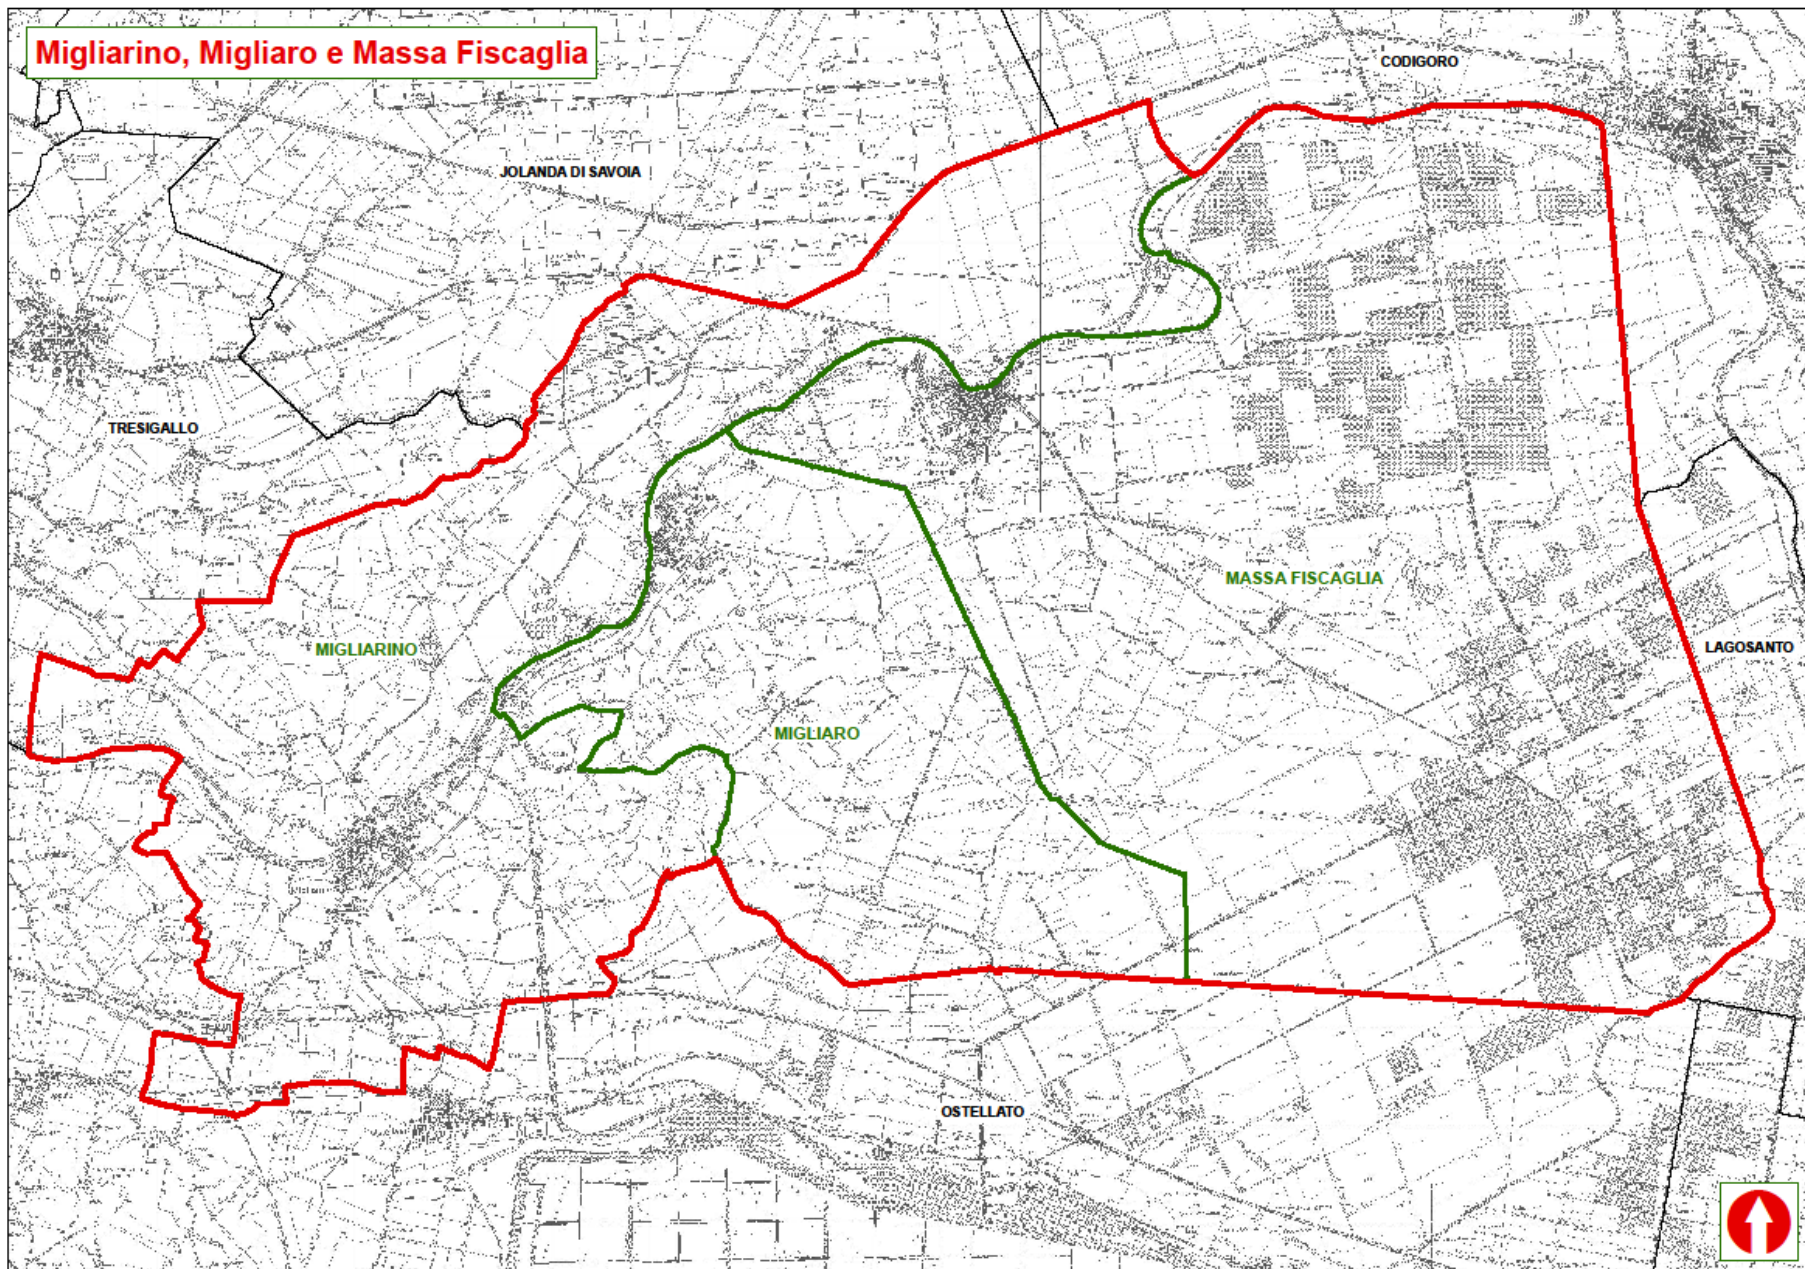 Migliarino, Migliaro e Massa Fiscaglia
CODIGORO
JOLANDA DI SAVOIA
TRESIGALLO
MASSA FISCAGLIA
MIGLIARINO
LAGOSANTO
MIGLIARO
OSTELLATO